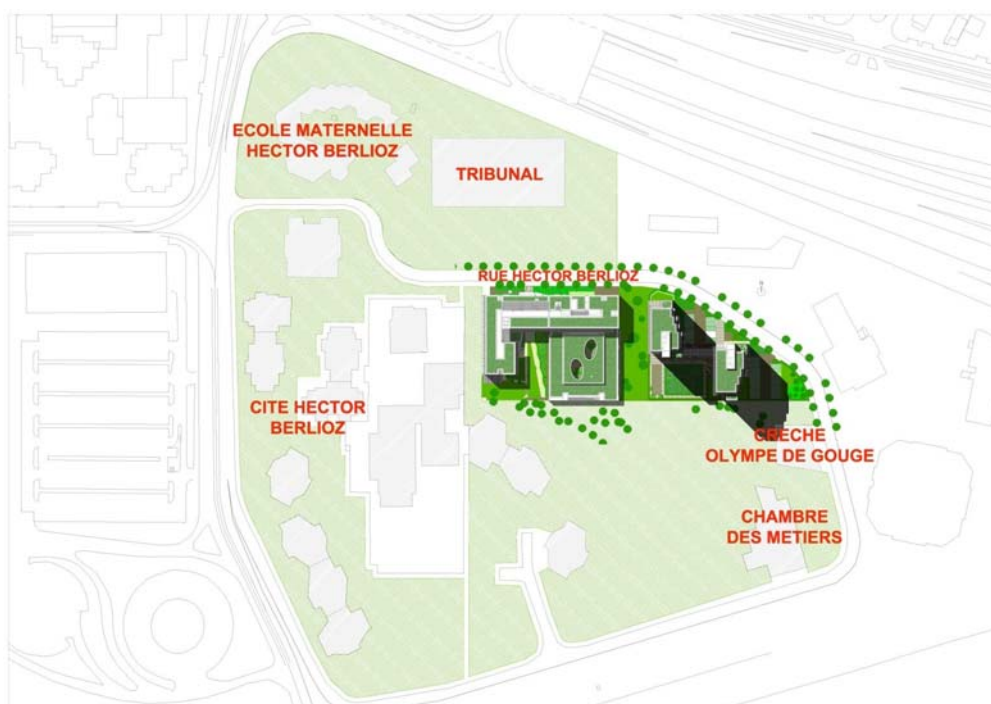 ECOLE MATERNELLE
HECTOR BERLIOZ
TRIBUNAL
RUE HECTOR BERLIOZ
CITE HECTOR
BERLIOZ
CRECHE
OLYMPE DE GOUGE
CHAMBRE
DES METIERS